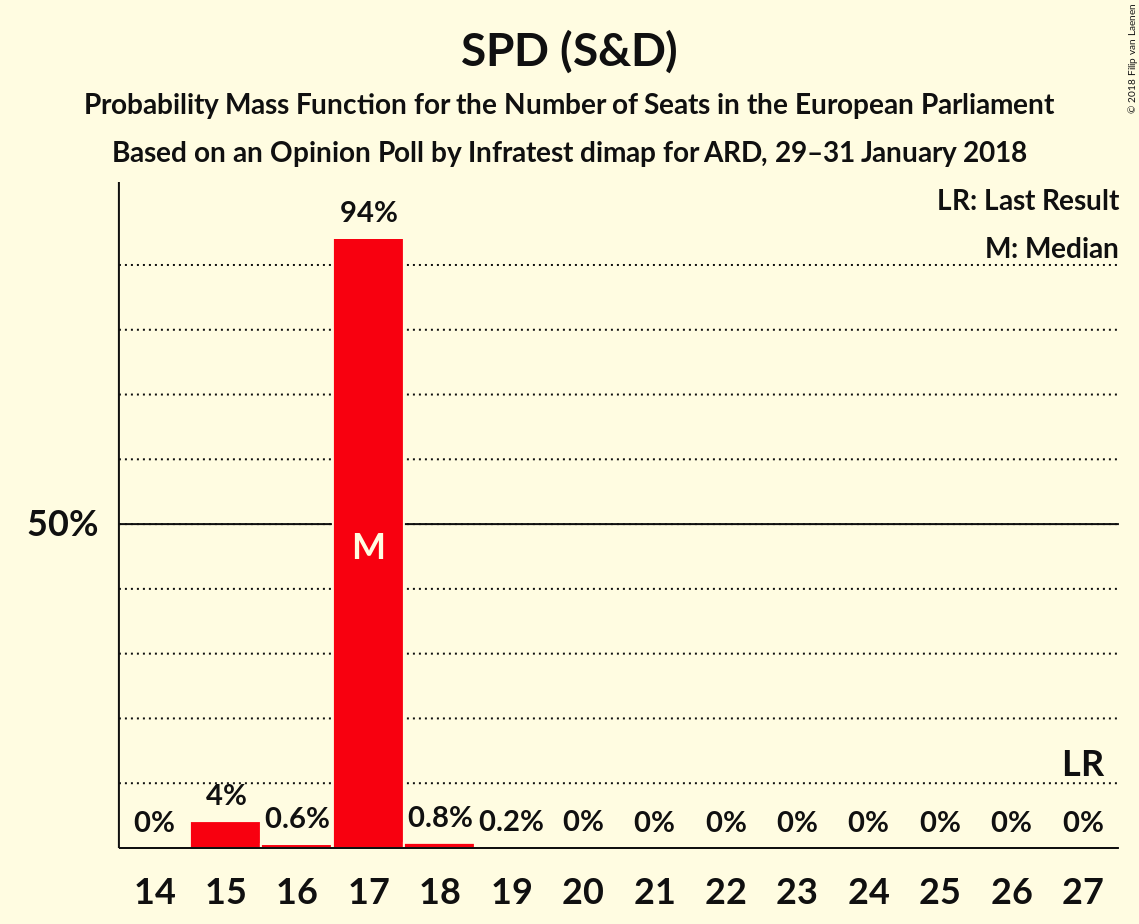 SPD (S&D)
Probability Mass Function for the Number of Seats in the European Parliament
Based on an Opinion Poll by Infratest dimap for ARD, 29–31 January 2018
© 2018 Filip van Laenen
LR: Last Result
M: Median
94%
50%
M
LR
0% 4% 0.6% 0.8% 0.2% 0% 0% 0% 0% 0% 0% 0% 0%
14 15 16 17 18 19 20 21 22 23 24 25 26 27